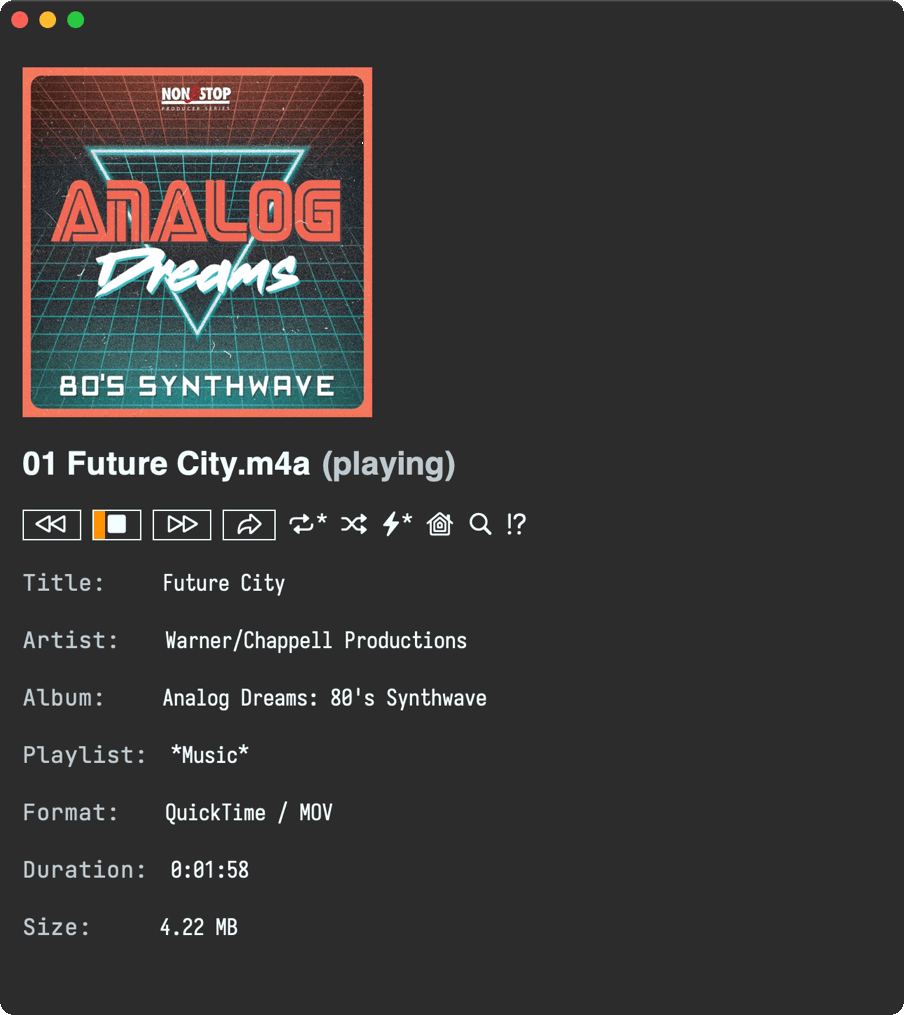 NON STOP
PRODUCER SERIES
ANALOG
Dreams
80'S SYNTHWAVE
01 Future City.m4a (playing)
* * !?
Title: Future City
Artist: Warner/Chappell Productions
Album: Analog Dreams: 80's Synthwave
Playlist: *Music*
Format: QuickTime / MOV
Duration: 0:01:58
Size: 4.22 MB